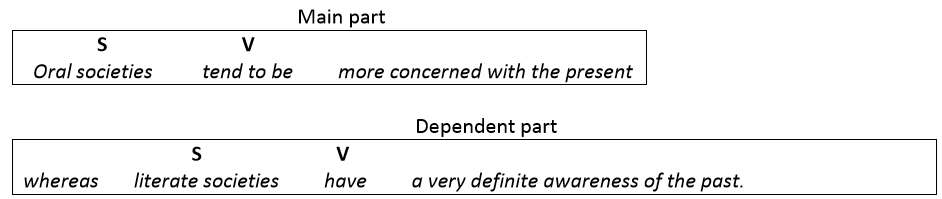 Main part
S V
Oral societies tend to be more concerned with the present
Dependent part
S V
whereas literate societies have a very definite awareness of the past.